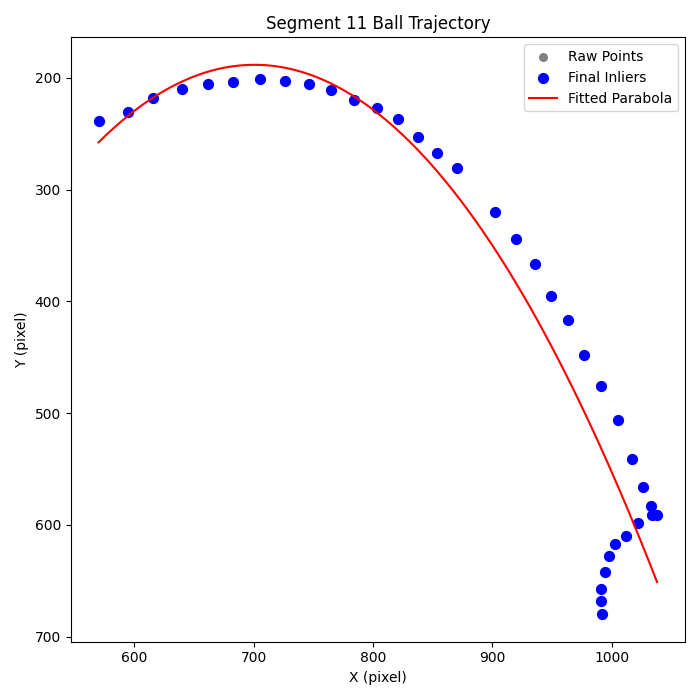 Segment 11 Ball Trajectory
Raw Points
Final Inliers
Fitted Parabola
200
300
400
500
600
700
Y (pixel)
600
700
800
900
1000
X (pixel)